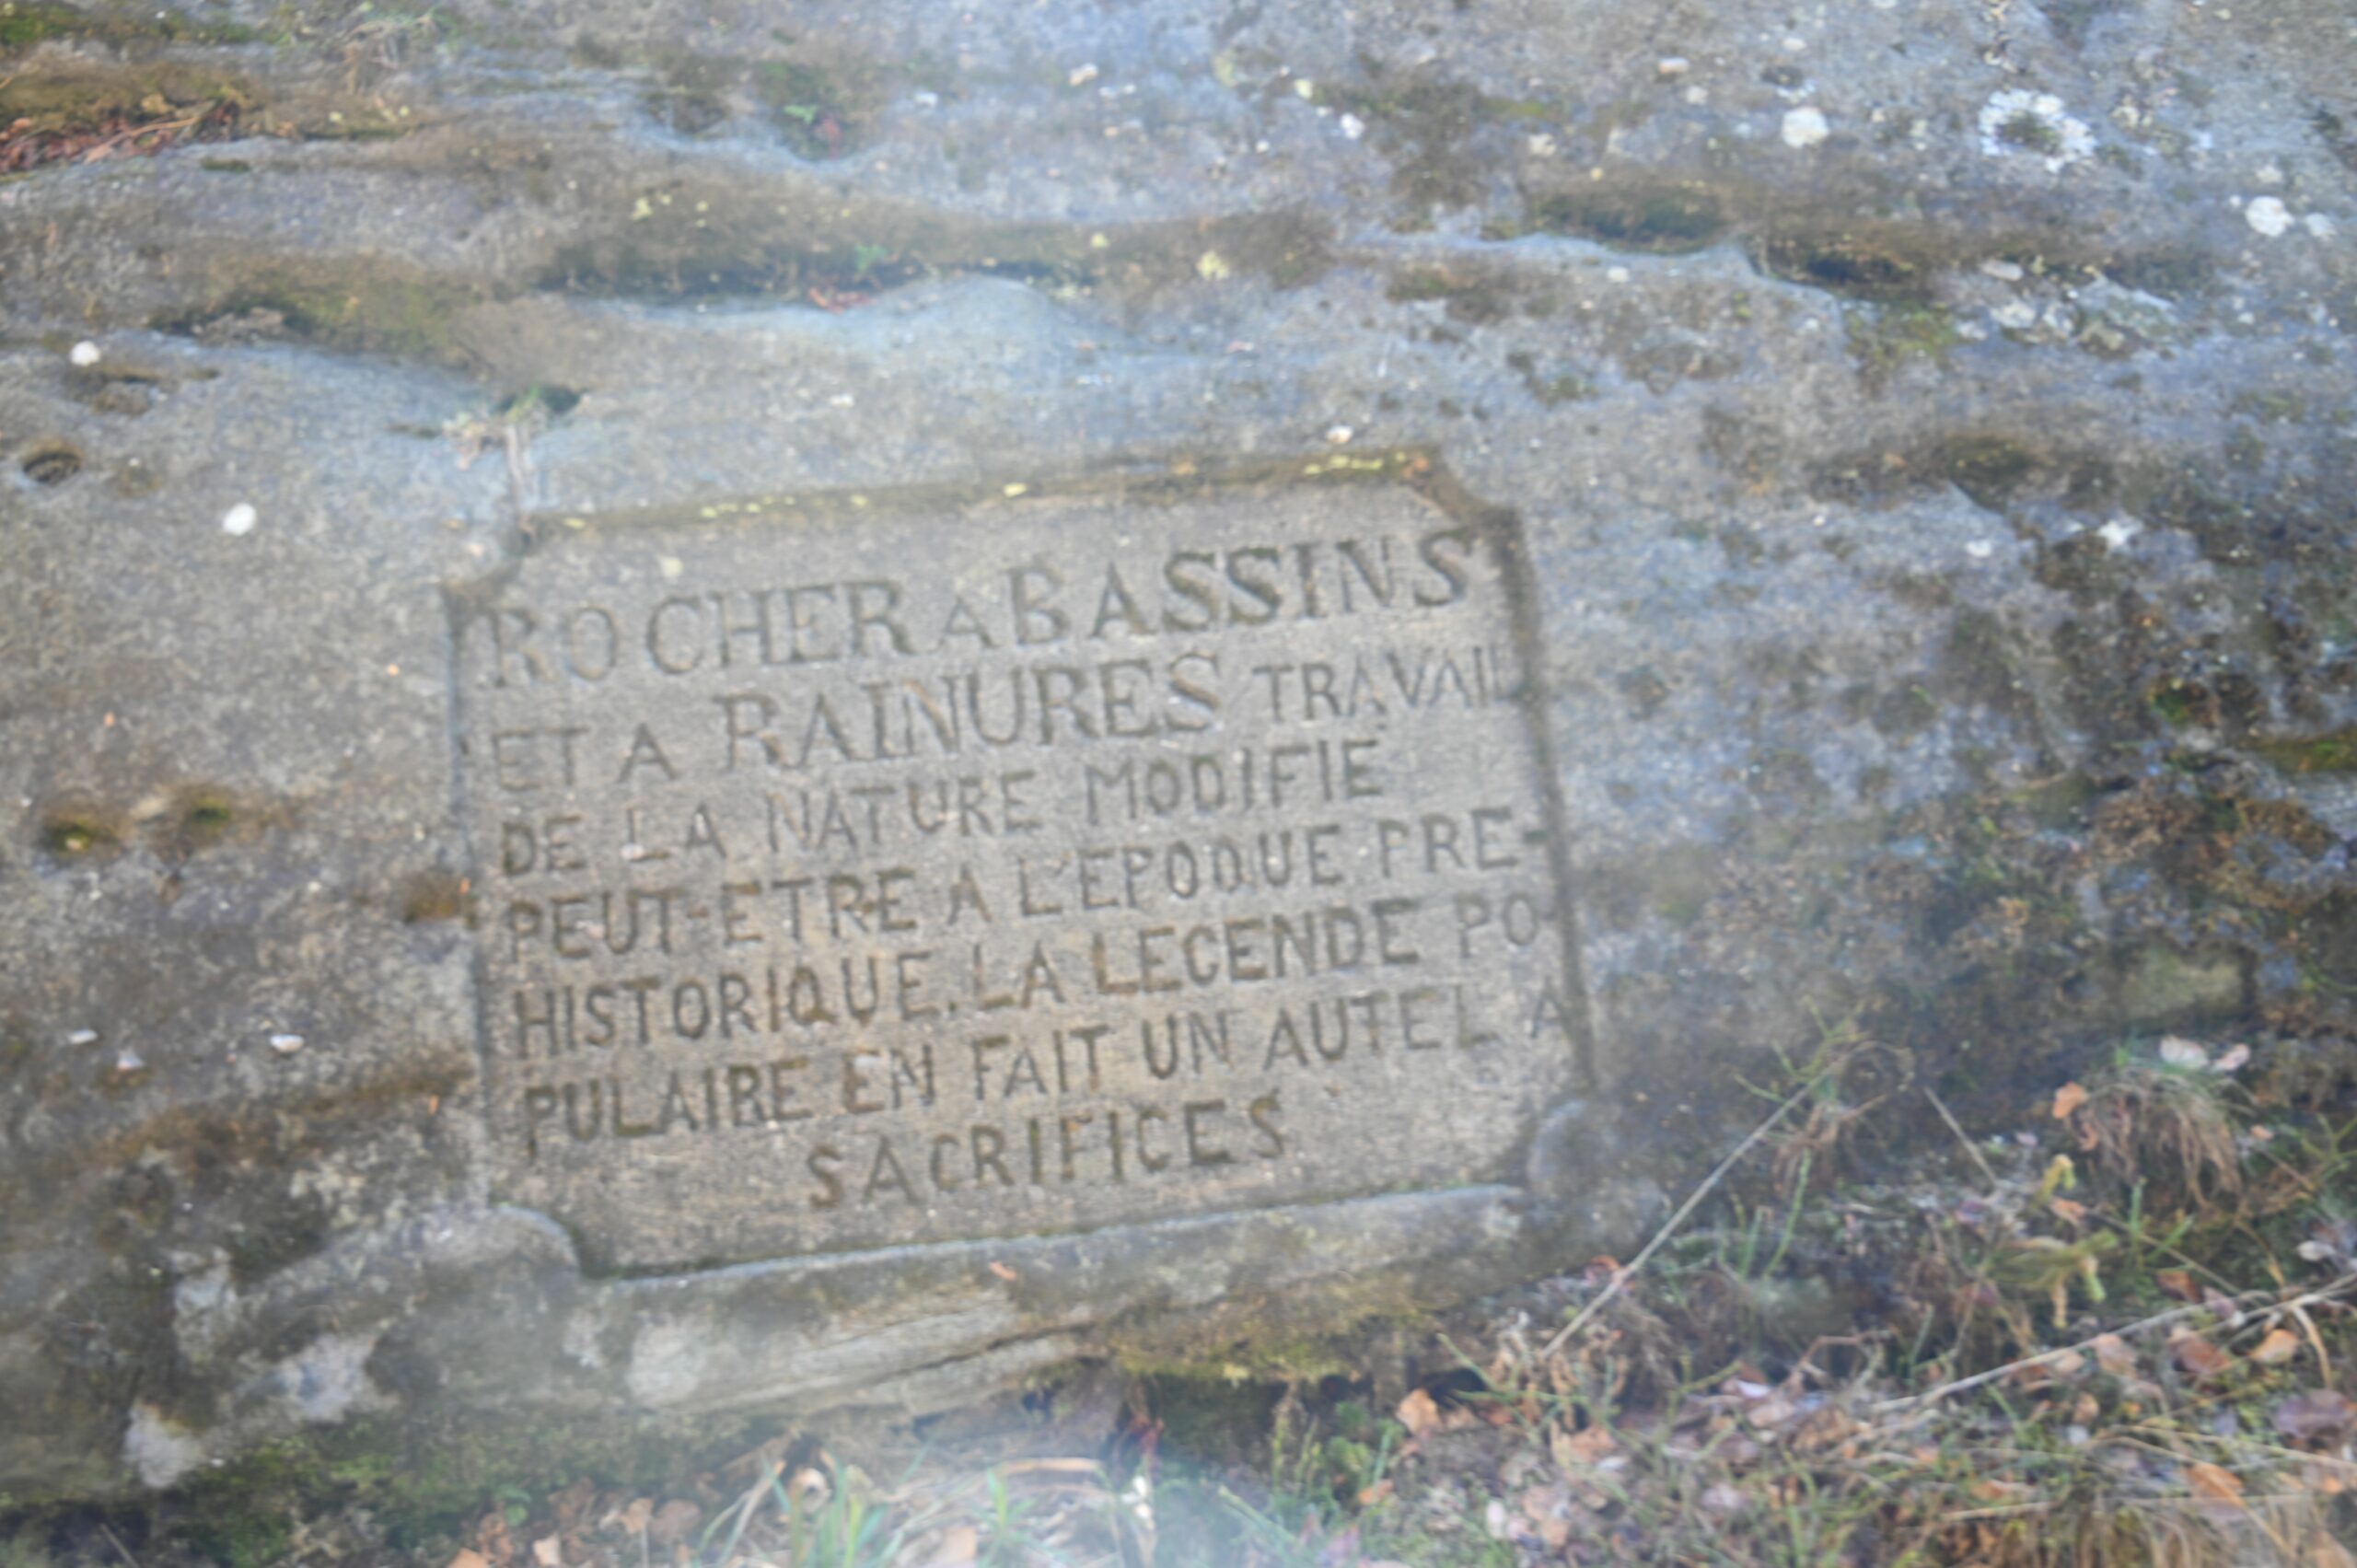 ROCHER A BASSINS
ET A RAINURES TRAVAIL
DE LA NATURE MODIFIE
PEUT-ETRE A L'EPOQUE PRE-
HISTORIQUE. LA LEGENDE PO-
PULAIRE EN FAIT UN AUTEL A
SACRIFICES